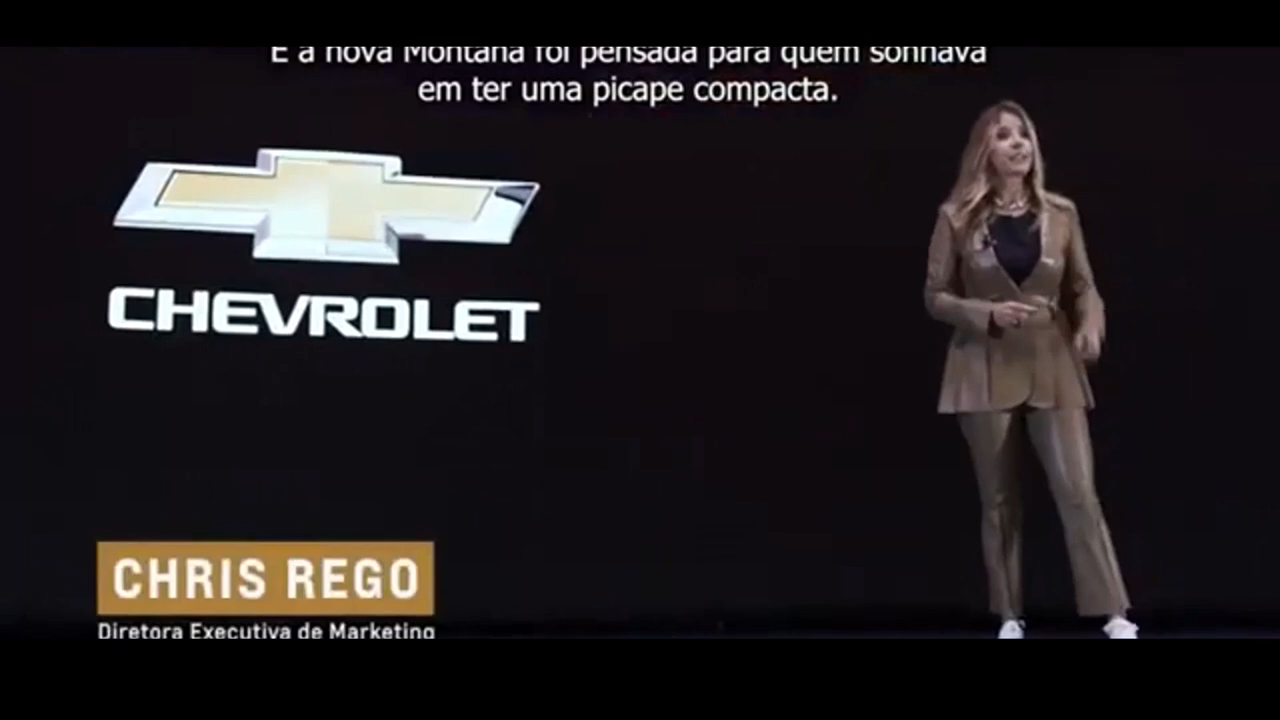 E a nova Montana foi pensada para quem sonhava
em ter uma picape compacta.
CHEVROLET
CHRIS REGO
Diretora Executiva de Marketing